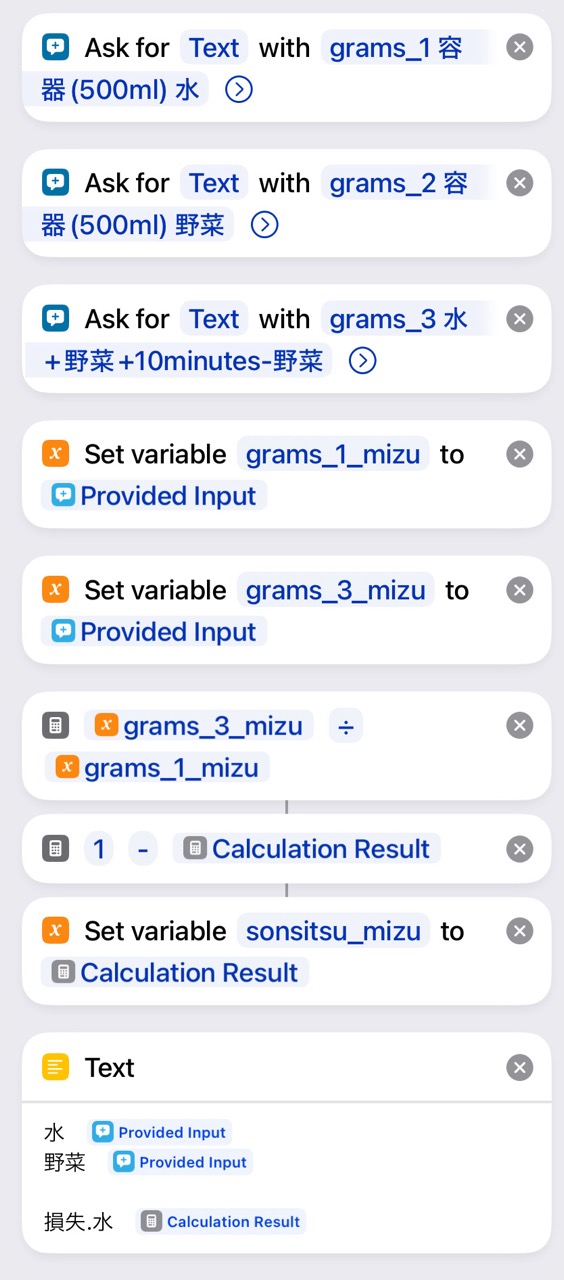 Ask for Text with grams_1 容
器(500ml) 水
Ask for Text with grams_2 容
器(500ml) 野菜
Ask for Text with grams_3 水
+野菜+10minutes-野菜
Set variable grams_1_mizu to
Provided Input
Set variable grams_3_mizu to
Provided Input
grams_3_mizu ÷
grams_1_mizu
1 - Calculation Result
Set variable sonsitsu_mizu to
Calculation Result
Text
水 Provided Input
野菜 Provided Input
損失.水 Calculation Result